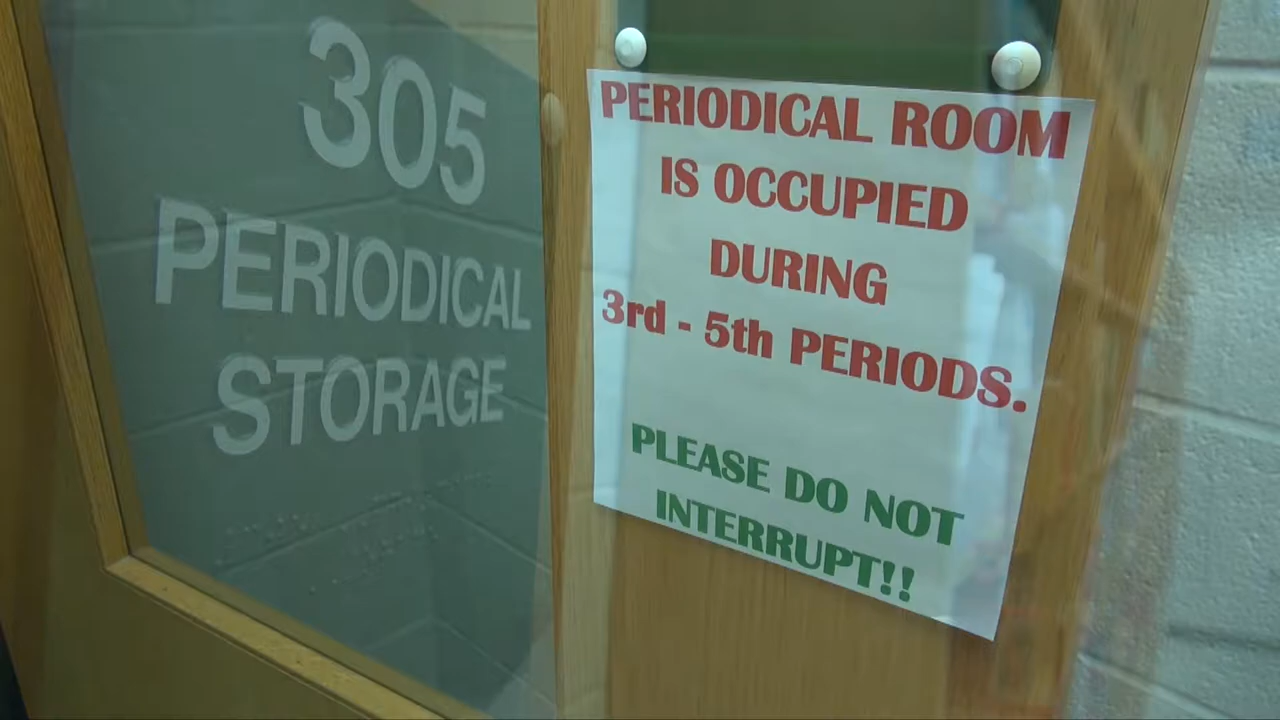 305
PERIODICAL
STORAGE
PERIODICAL ROOM
IS OCCUPIED
DURING
3rd - 5th PERIODS.
PLEASE DO NOT
INTERRUPT!!